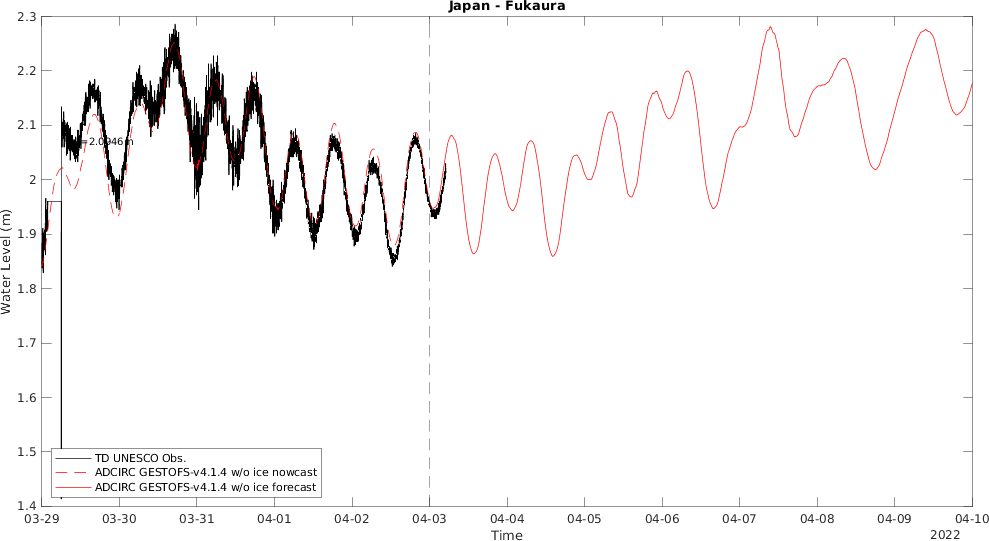 Japan - Fukaura
2.3
2.2
2.1
2
1.9
1.8
1.7
1.6
1.5
1.4
Water Level (m)
=2.0946 m
TD UNESCO Obs.
ADCIRC GESTOFS-v4.1.4 w/o ice nowcast
ADCIRC GESTOFS-v4.1.4 w/o ice forecast
03-29 03-30 03-31 04-01 04-02 04-03 04-04 04-05 04-06 04-07 04-08 04-09 04-10
Time
2022